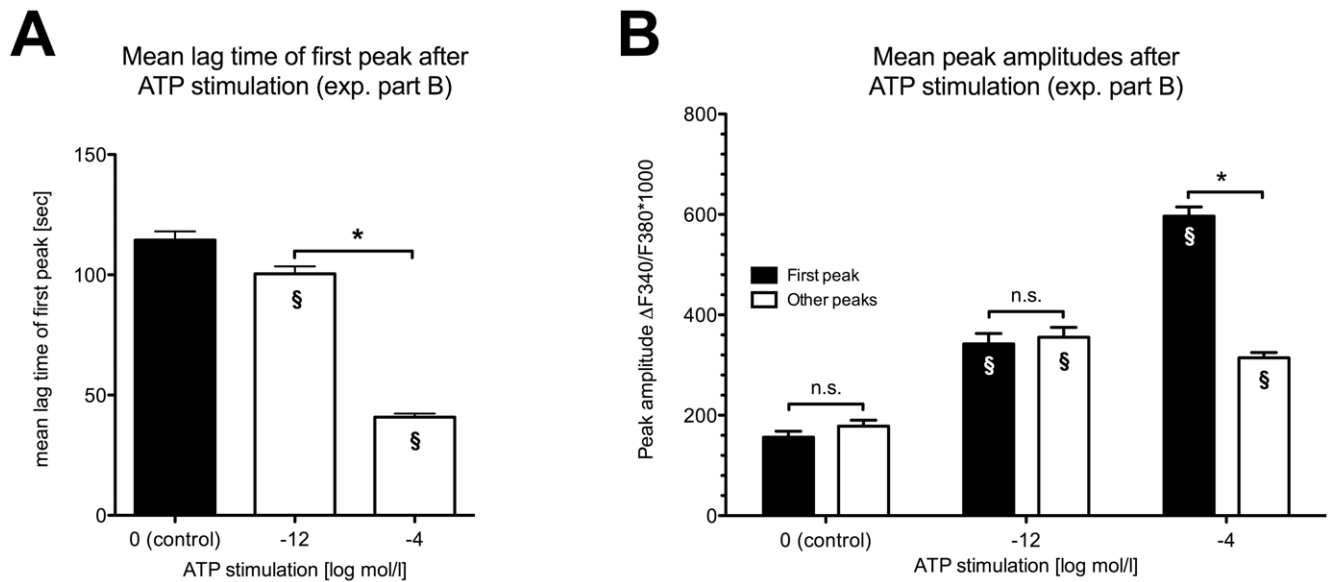 A
Mean lag time of first peak after
ATP stimulation (exp. part B)
mean lag time of first peak [sec]
150
100
50
0
*
§
§
0 (control)
-12
-4
ATP stimulation [log mol/l]
B
Mean peak amplitudes after
ATP stimulation (exp. part B)
Peak amplitude ΔF340/F380*1000
800
600
400
200
0
First peak
Other peaks
n.s.
n.s.
*
§
§
§
§
0 (control)
-12
-4
ATP stimulation [log mol/l]